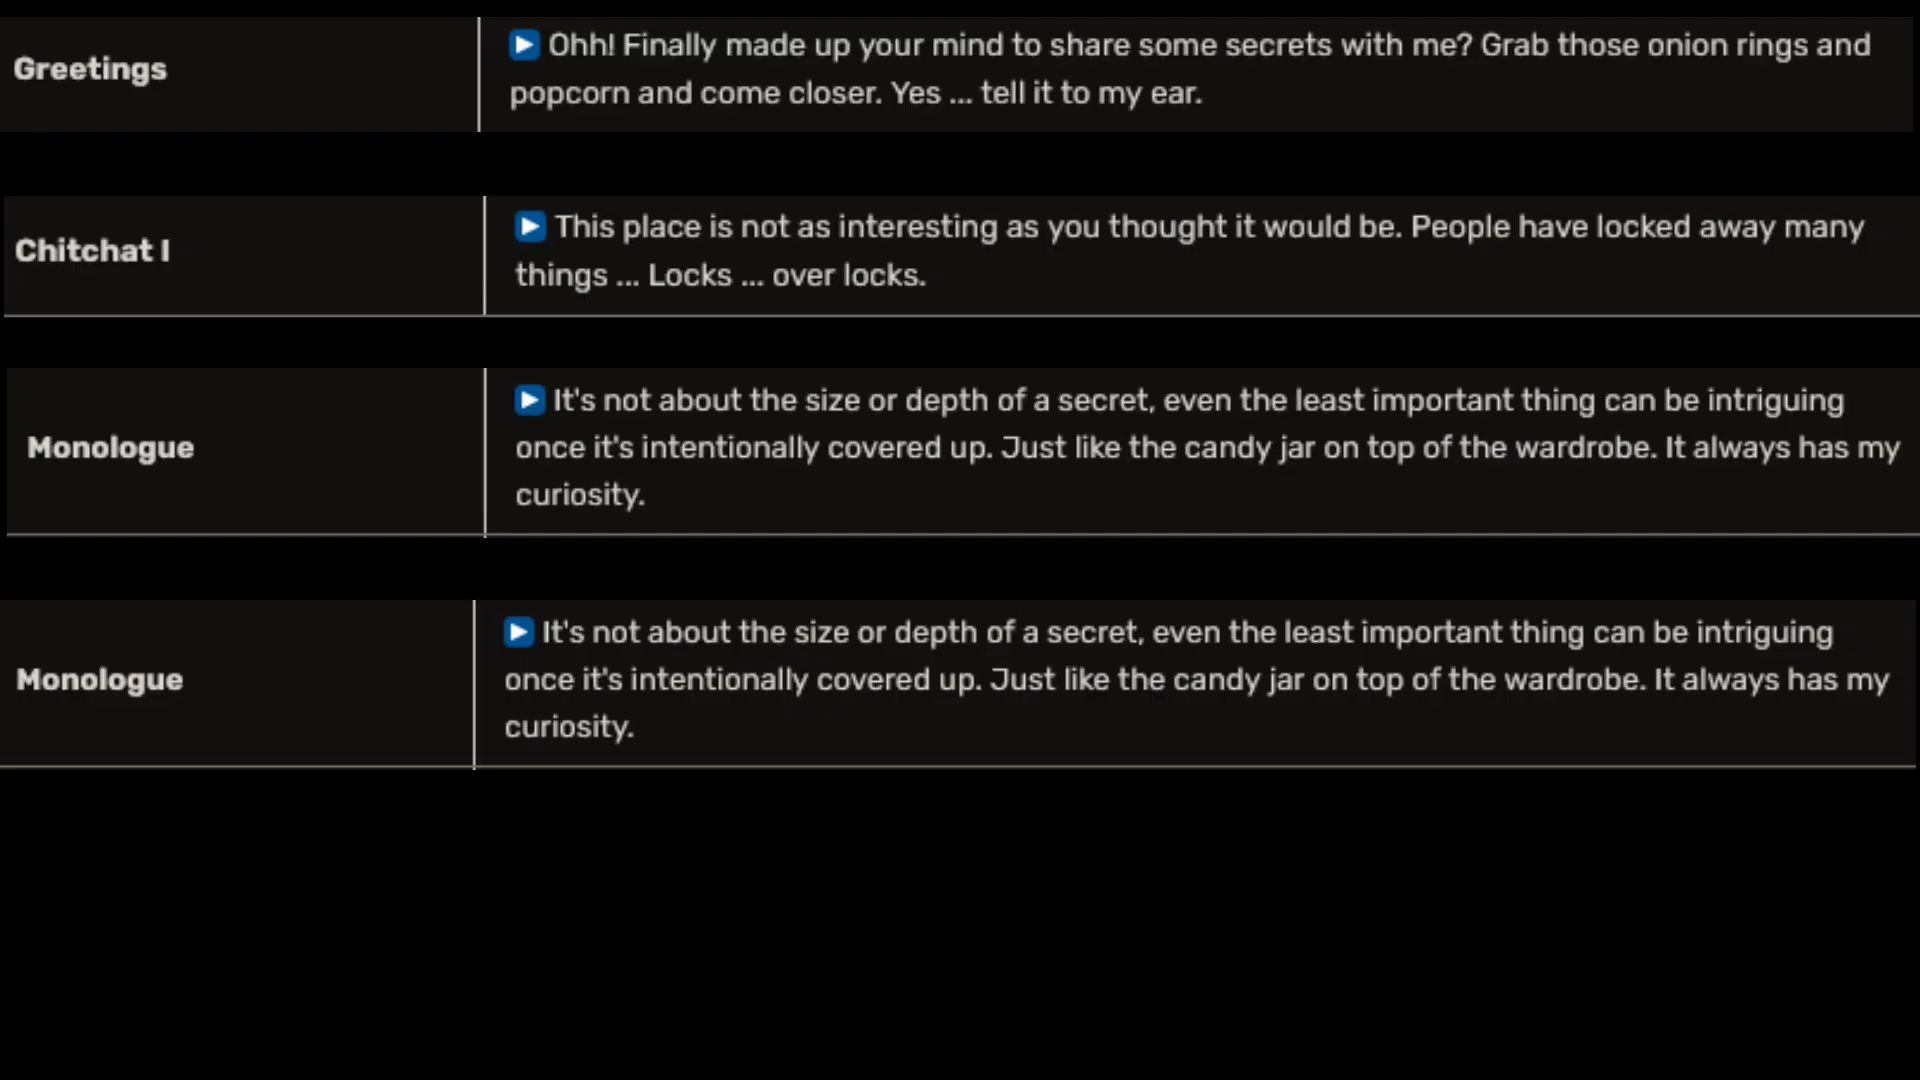 Greetings
Ohh! Finally made up your mind to share some secrets with me? Grab those onion rings and
popcorn and come closer. Yes ... tell it to my ear.
Chitchat I
This place is not as interesting as you thought it would be. People have locked away many
things ... Locks ... over locks.
Monologue
It's not about the size or depth of a secret, even the least important thing can be intriguing
once it's intentionally covered up. Just like the candy jar on top of the wardrobe. It always has my
curiosity.
Monologue
It's not about the size or depth of a secret, even the least important thing can be intriguing
once it's intentionally covered up. Just like the candy jar on top of the wardrobe. It always has my
curiosity.